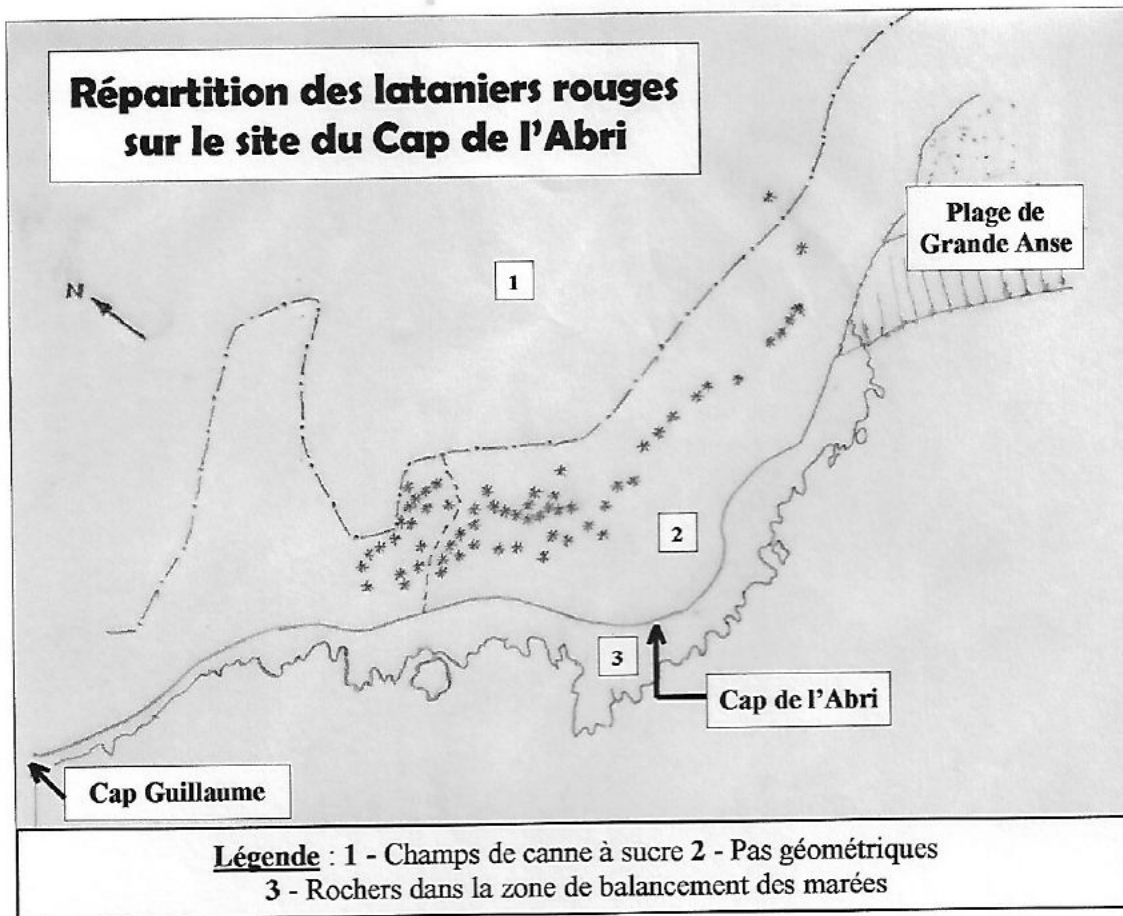 Répartition des lataniers rouges
sur le site du Cap de l'Abri
Plage de
Grande Anse
1
N
2
3
Cap de l'Abri
Cap Guillaume
Légende : 1 - Champs de canne à sucre 2 - Pas géométriques
3 - Rochers dans la zone de balancement des marées